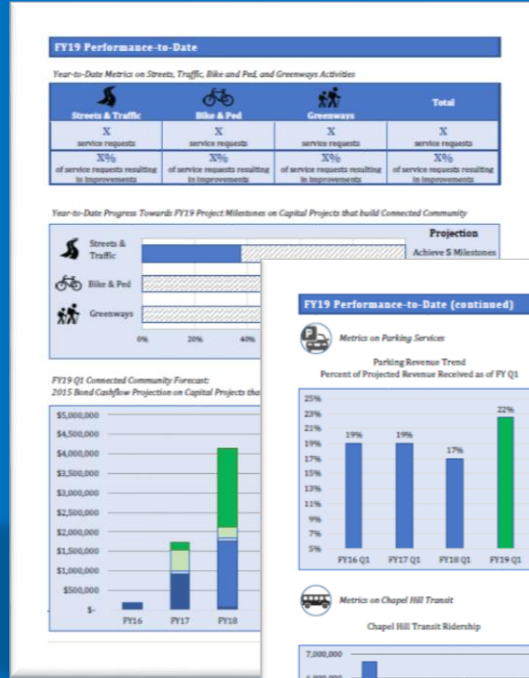 FY19 Performance-to-Date
Year-to-Date Metrics on Streets, Traffic, Bike and Ped, and Greenways Activities
Streets & Traffic
Bike & Ped
Greenways
Total
X
service requests
X
service requests
X
service requests
X
service requests
X%
of service requests resulting
in improvements
X%
of service requests resulting
in improvements
X%
of service requests resulting
in improvements
X%
of service requests resulting
in improvements
Year-to-Date Progress Towards FY19 Project Milestones on Capital Projects that build Connected Community
Projection
Streets &
Traffic
Achieve 5 Milestones
Bike & Ped
Greenways
0%
20%
40%
FY19 Q1 Connected Community Forecast:
2015 Bond Cashflow Projection on Capital Projects tha
$5,000,000
$4,500,000
$4,000,000
$3,500,000
$3,000,000
$2,500,000
$2,000,000
$1,500,000
$1,000,000
$500,000
$-
FY16
FY17
FY18
FY19 Performance-to-Date (continued)
P
Metrics on Parking Services
Parking Revenue Trend
Percent of Projected Revenue Received as of FY Q1
25%
23%
21%
19%
17%
15%
13%
11%
9%
7%
5%
19%
19%
17%
22%
FY16 Q1
FY17 Q1
FY18 Q1
FY19 Q1
Metrics on Chapel Hill Transit
Chapel Hill Transit Ridership
7,000,000